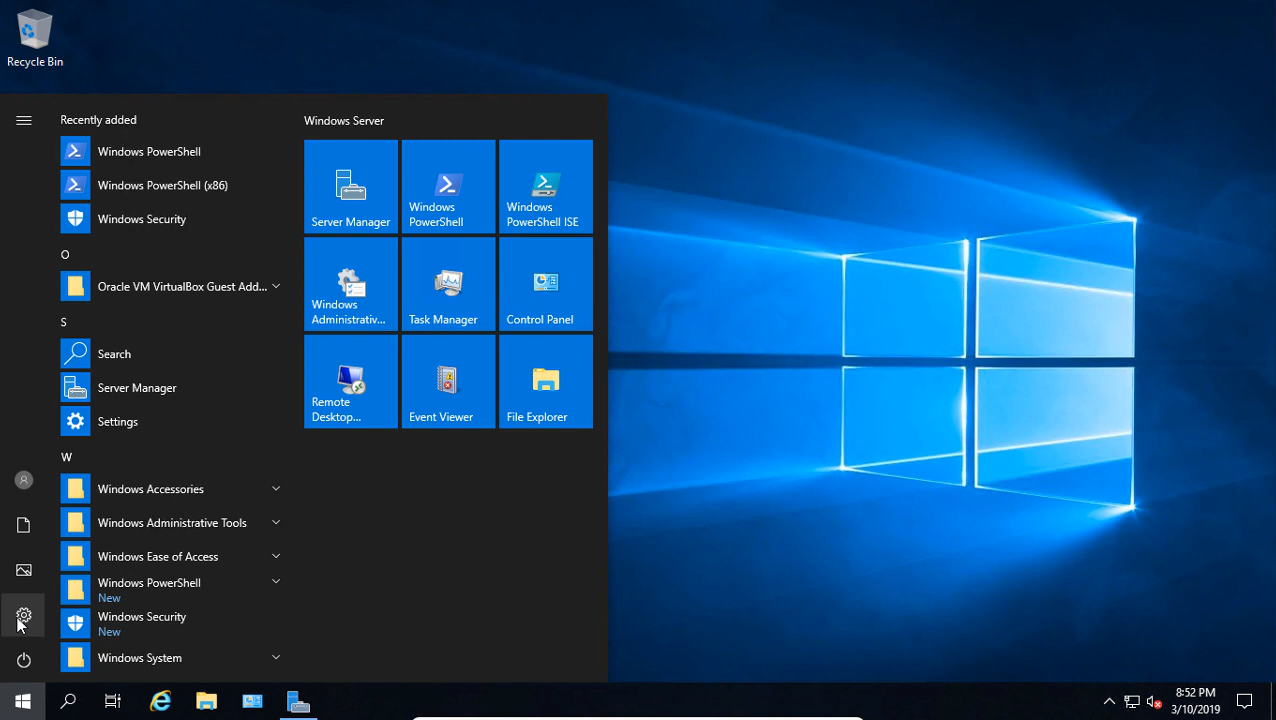 Recycle Bin
Recently added
Windows PowerShell
Windows PowerShell (x86)
Windows Security
O
Oracle VM VirtualBox Guest Add...
S
Search
Server Manager
Settings
W
Windows Accessories
Windows Administrative Tools
Windows Ease of Access
Windows PowerShell
New
Windows Security
New
Windows System
Windows Server
Server Manager
Windows
PowerShell
Windows
PowerShell ISE
Windows
Administrativ...
Task Manager
Control Panel
Remote
Desktop...
Event Viewer
File Explorer
8:52 PM
3/10/2019